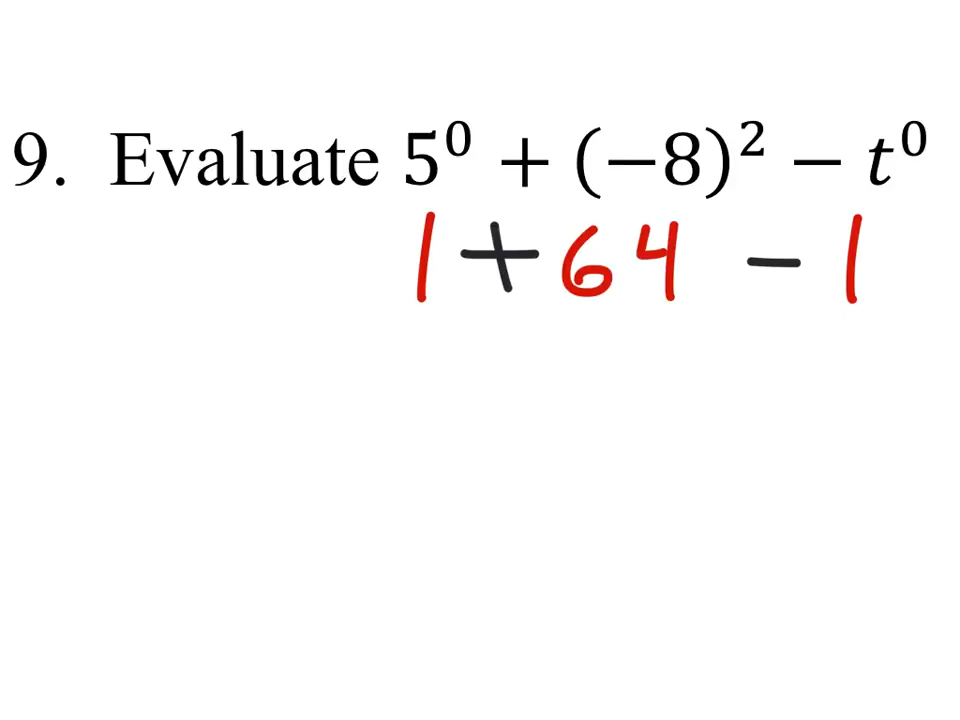 9. Evaluate 5⁰ + (−8)² − t⁰
1 + 64 − 1